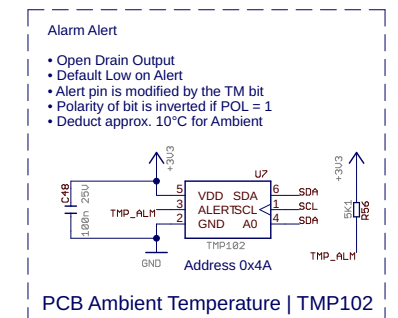 Alarm Alert
• Open Drain Output
• Default Low on Alert
• Alert pin is modified by the TM bit
• Polarity of bit is inverted if POL = 1
• Deduct approx. 10°C for Ambient
+3V3
+3V3
U7
C48
100n 25V
5 VDD SDA 6 SDA
TMP_ALM 3 ALERT SCL 1 SCL
2 GND A0 4 SDA
TMP102
5K1
R56
GND
Address 0x4A
TMP_ALM
PCB Ambient Temperature | TMP102